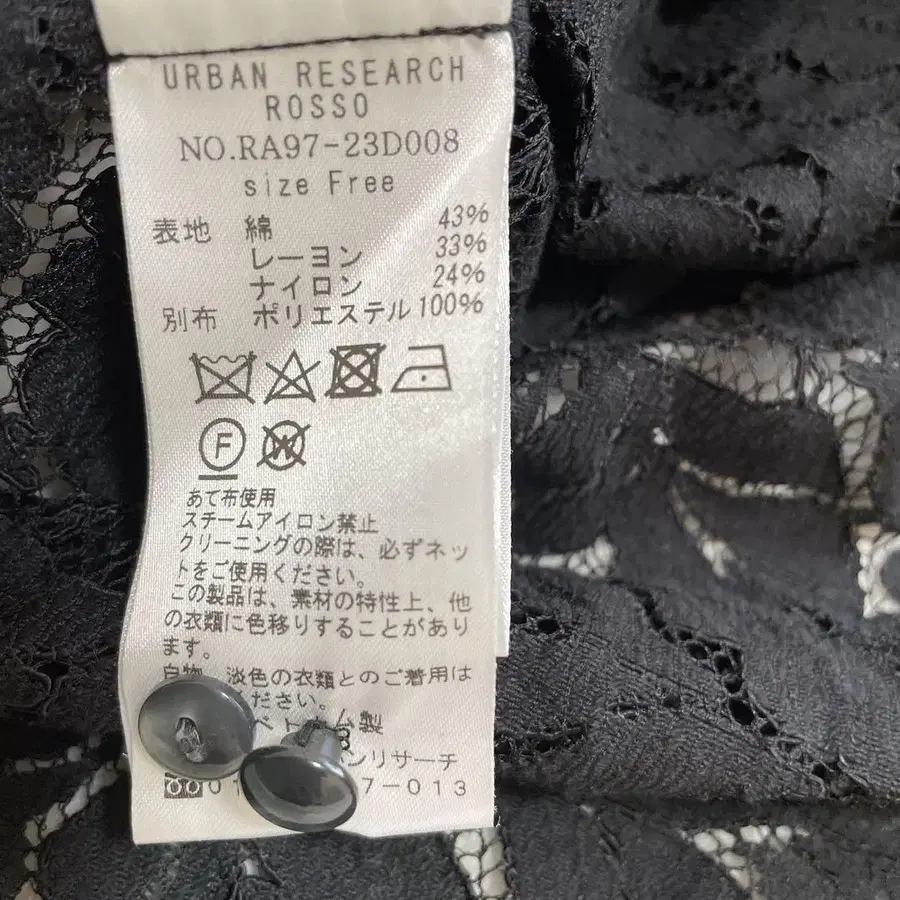 URBAN RESEARCH
ROSSO
NO.RA97-23D008
size Free
表地 綿 43%
レーヨン 33%
ナイロン 24%
別布 ポリエステル 100%
F
W
あて布使用
スチームアイロン禁止
クリーニングの際は、必ずネッ
トをご使用ください。
この製品は、素材の特性上、他
の衣類に色移りすることがあり
ます。
白物、淡色の衣類とのご着用は
ださい。
製
ンリサーチ
7-013